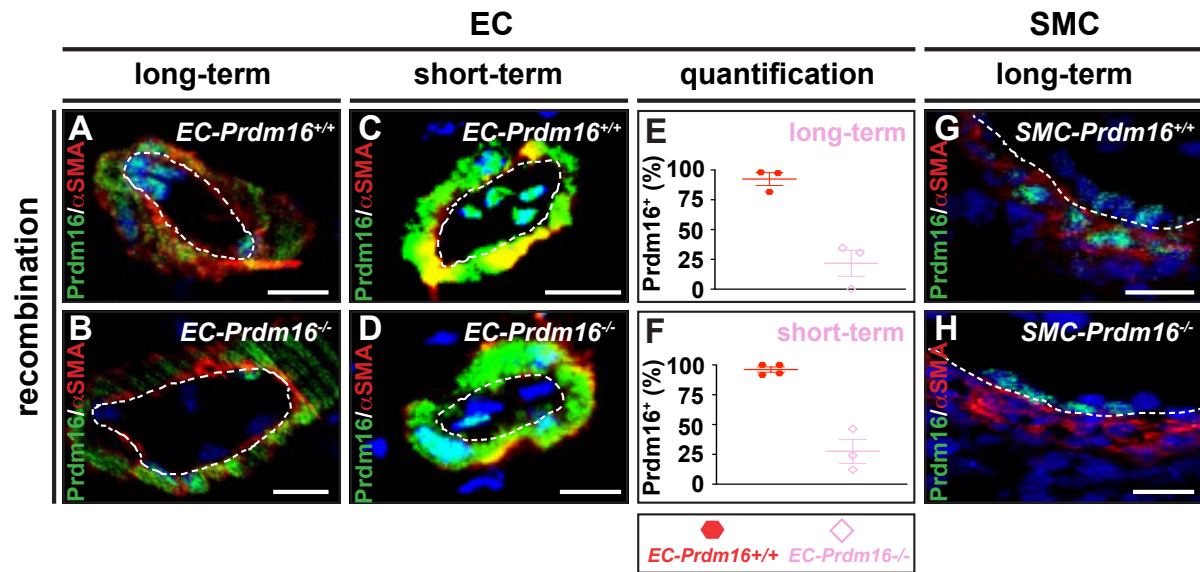 EC
SMC
long-term
short-term
quantification
long-term
recombination
A
EC-Prdm16+/+
Prdm16/αSMA
C
EC-Prdm16+/+
Prdm16/αSMA
E
long-term
Prdm16+ (%)
100
75
50
25
0
G
SMC-Prdm16+/+
Prdm16/αSMA
B
EC-Prdm16-/-
Prdm16/αSMA
D
EC-Prdm16-/-
Prdm16/αSMA
F
short-term
Prdm16+ (%)
100
75
50
25
0
H
SMC-Prdm16-/-
Prdm16/αSMA
EC-Prdm16+/+
EC-Prdm16-/-